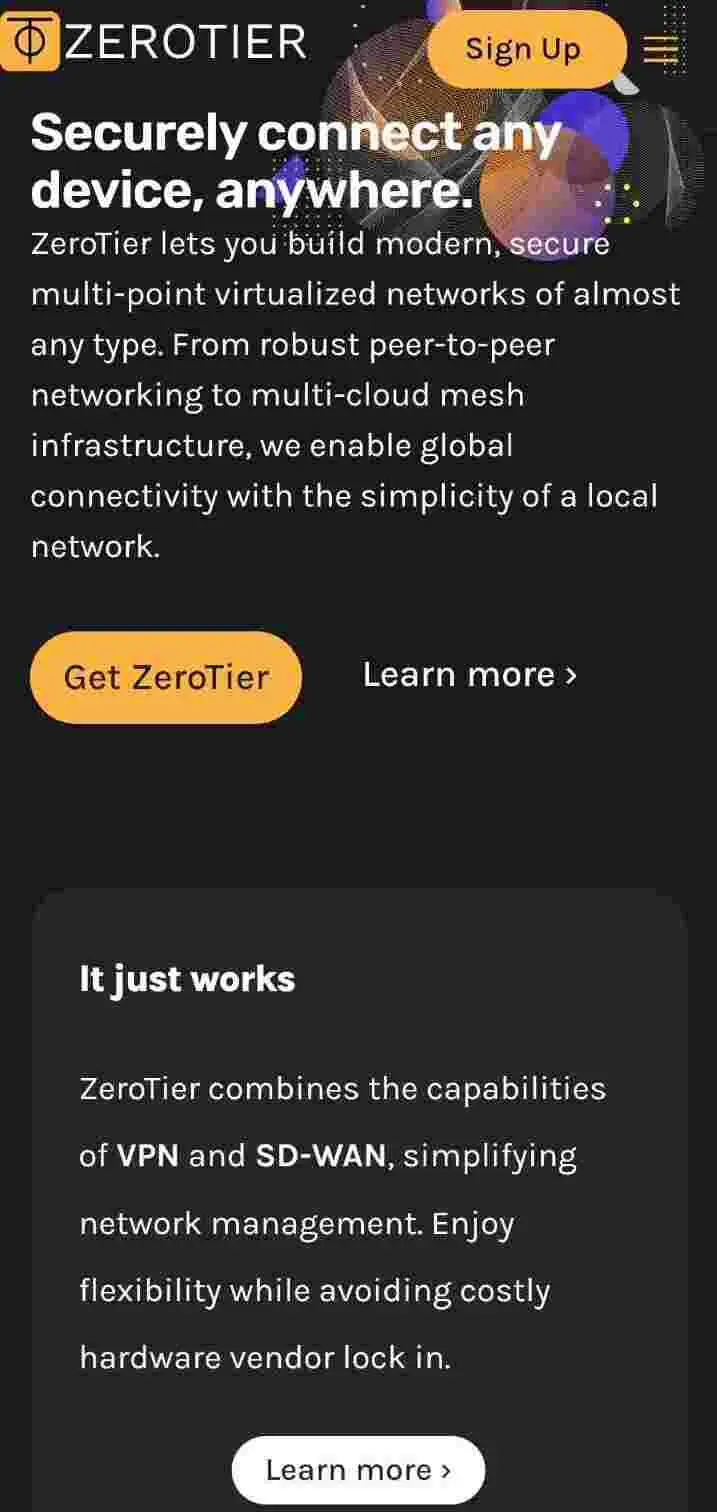 ZEROTIER
Sign Up
Securely connect any
device, anywhere.
ZeroTier lets you build modern, secure
multi-point virtualized networks of almost
any type. From robust peer-to-peer
networking to multi-cloud mesh
infrastructure, we enable global
connectivity with the simplicity of a local
network.
Get ZeroTier
Learn more ›
It just works
ZeroTier combines the capabilities
of VPN and SD-WAN, simplifying
network management. Enjoy
flexibility while avoiding costly
hardware vendor lock in.
Learn more ›